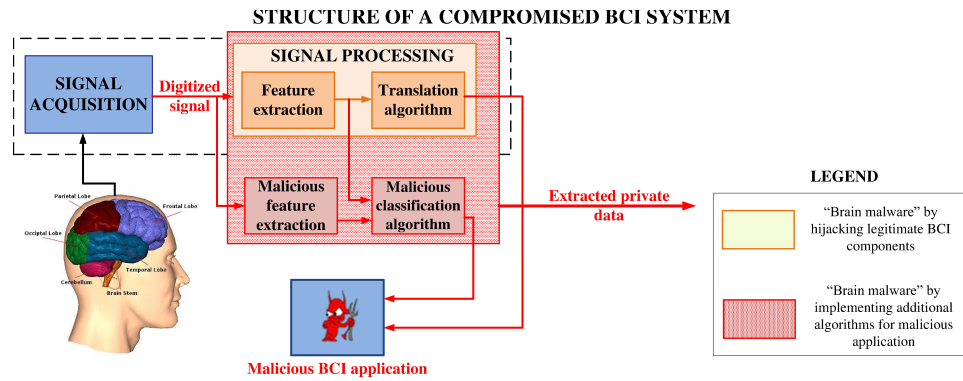 STRUCTURE OF A COMPROMISED BCI SYSTEM
SIGNAL
ACQUISITION
Digitized
signal
SIGNAL PROCESSING
Feature
extraction
Translation
algorithm
Malicious
feature
extraction
Malicious
classification
algorithm
Extracted private
data
Parietal Lobe
Frontal Lobe
Occiptal Lobe
Temporal Lobe
Cerebellum
Brain Stem
Malicious BCI application
LEGEND
“Brain malware” by
hijacking legitimate BCI
components
“Brain malware” by
implementing additional
algorithms for malicious
application